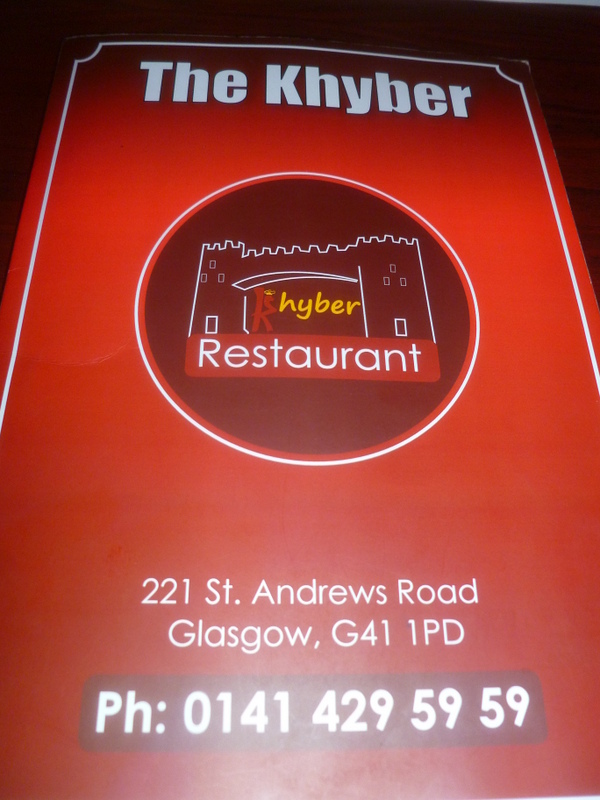 The Khyber
Khyber
Restaurant
221 St. Andrews Road
Glasgow, G41 1PD
Ph: 0141 429 59 59